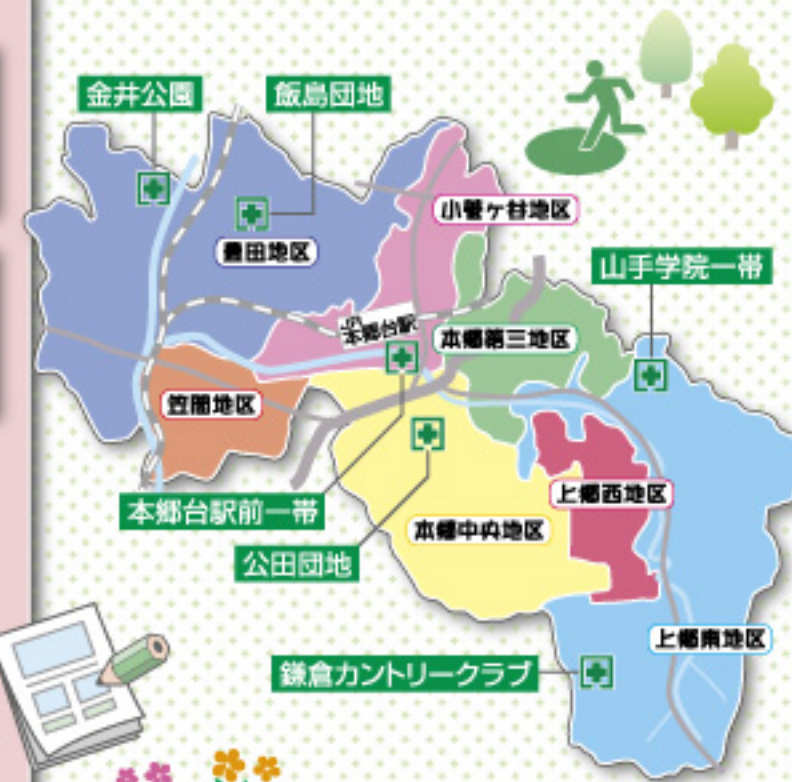 金井公園
飯島団地
小菅ケ谷地区
豊田地区
山手学院一帯
JR
本郷台駅
本郷第三地区
笠間地区
上郷西地区
本郷台駅前一帯
本郷中央地区
公田団地
上郷東地区
鎌倉カントリークラブ